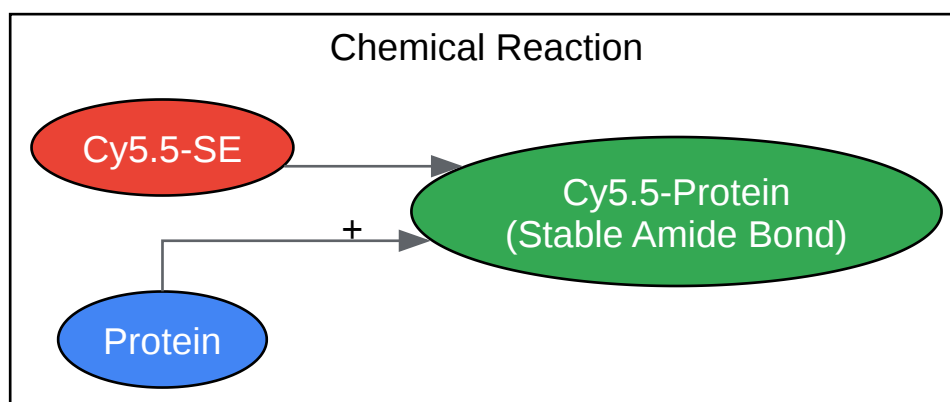 Chemical Reaction
Cy5.5-SE
Cy5.5-Protein
(Stable Amide Bond)
+
Protein